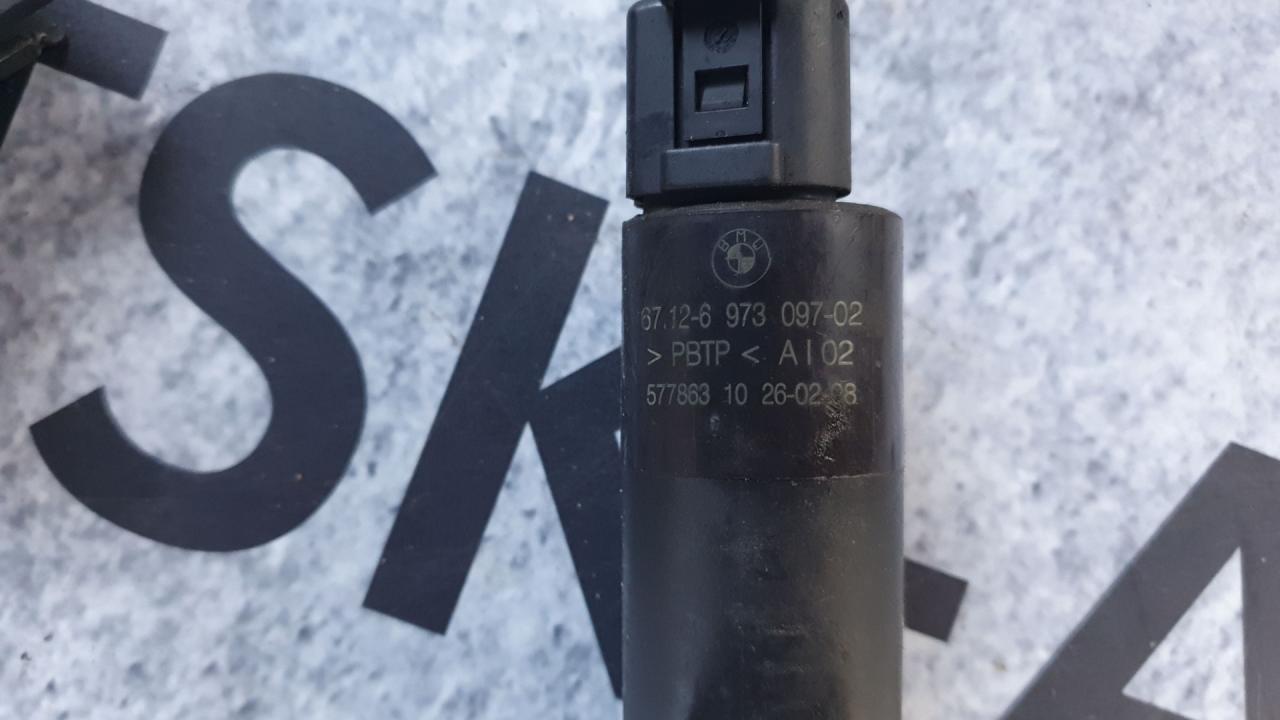 SK
BMW
67.12-6 973 097-02
> PBTP < A I 02
577863 10 26-02-08